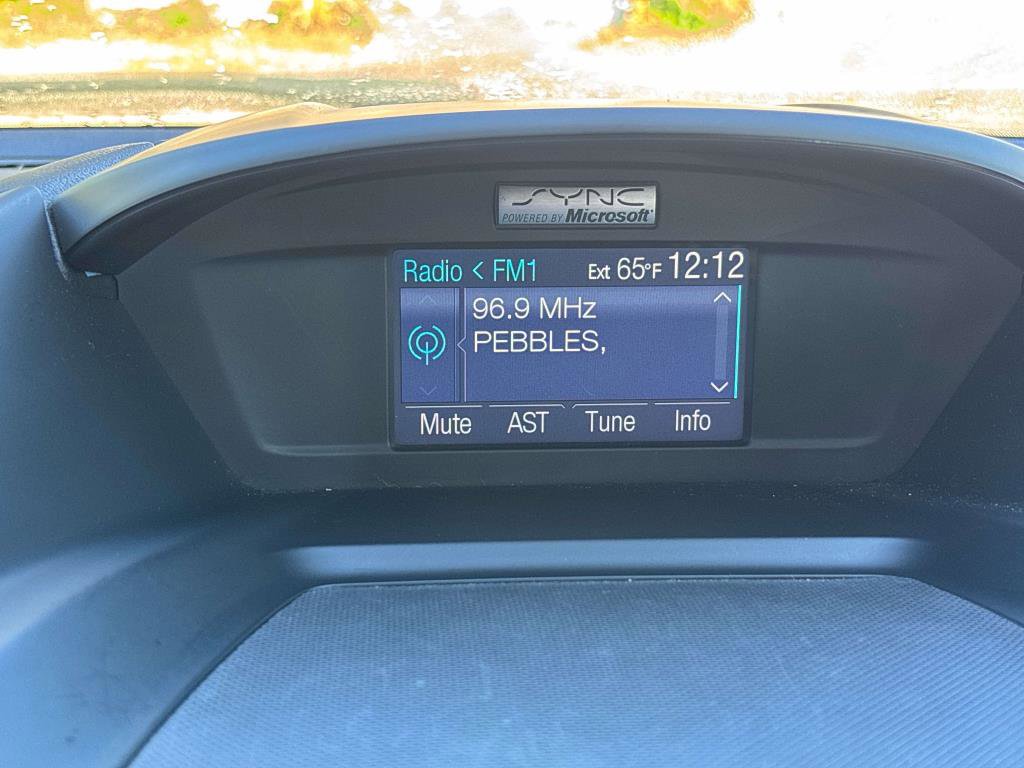 SYNC
POWERED BY Microsoft
Radio < FM1 Ext 65°F 12:12
96.9 MHz
PEBBLES,
Mute AST Tune Info